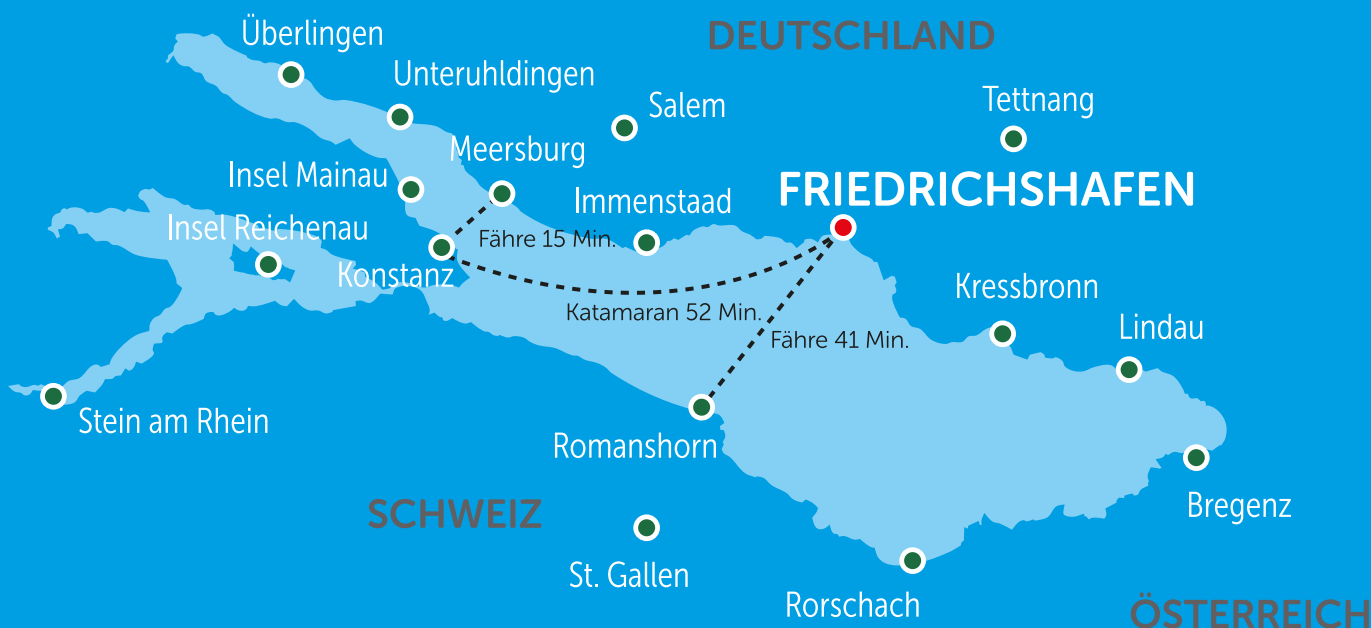 DEUTSCHLAND
Überlingen
Unteruhldingen
Salem
Tettnang
Meersburg
Insel Mainau
Immenstaad
FRIEDRICHSHAFEN
Insel Reichenau
Fähre 15 Min.
Konstanz
Kressbronn
Katamaran 52 Min.
Lindau
Fähre 41 Min.
Stein am Rhein
Romanshorn
SCHWEIZ
Bregenz
St. Gallen
Rorschach
ÖSTERREICH